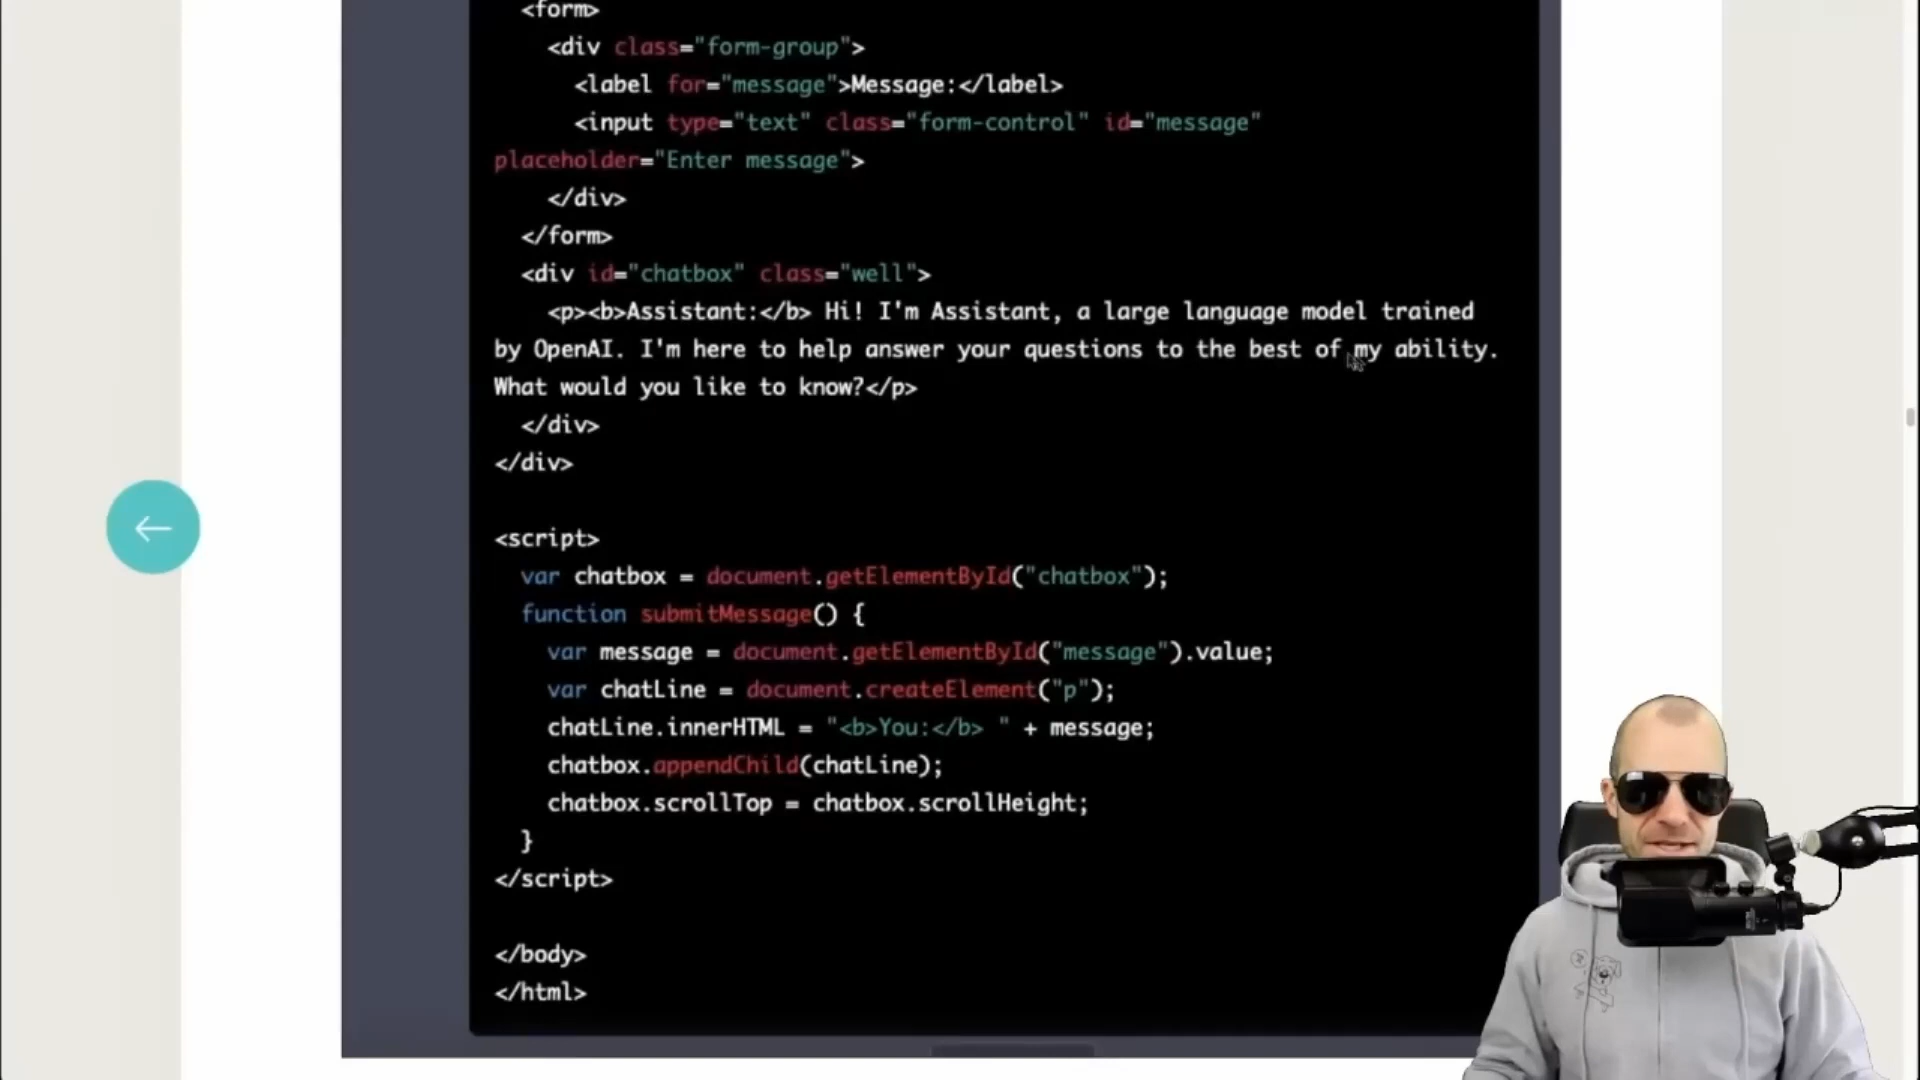 <form>
<div class="form-group">
<label for="message">Message:</label>
<input type="text" class="form-control" id="message"
placeholder="Enter message">
</div>
</form>
<div id="chatbox" class="well">
<p><b>Assistant:</b> Hi! I'm Assistant, a large language model trained
by OpenAI. I'm here to help answer your questions to the best of my ability.
What would you like to know?</p>
</div>
</div>
<script>
var chatbox = document.getElementById("chatbox");
function submitMessage() {
var message = document.getElementById("message").value;
var chatLine = document.createElement("p");
chatLine.innerHTML = "<b>You:</b> " + message;
chatbox.appendChild(chatLine);
chatbox.scrollTop = chatbox.scrollHeight;
}
</script>
</body>
</html>